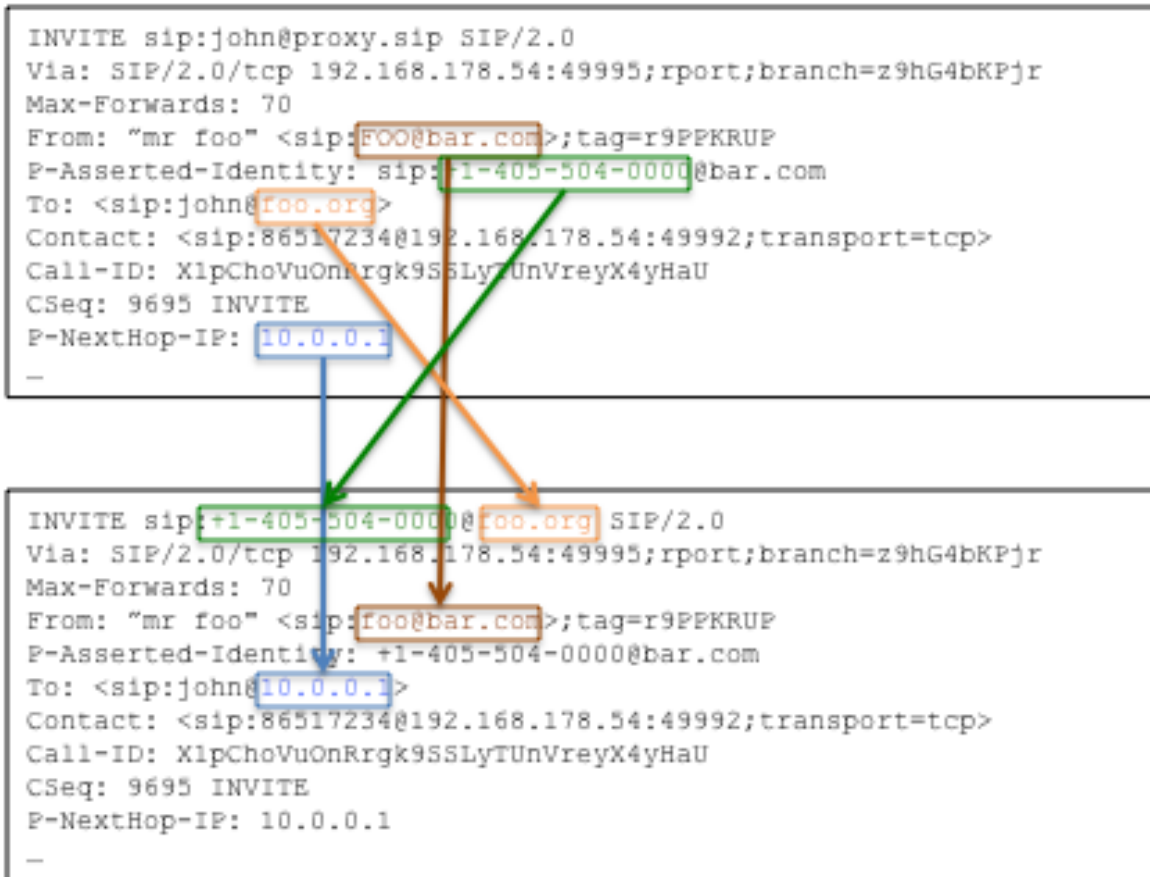 INVITE sip:john@proxy.sip SIP/2.0
Via: SIP/2.0/tcp 192.168.178.54:49995;rport;branch=z9hG4bKPjr
Max-Forwards: 70
From: "mr foo" <sip:FOO@bar.com>;tag=r9PPKRUP
P-Asserted-Identity: sip:+1-405-504-0000@bar.com
To: <sip:john@foo.org>
Contact: <sip:86517234@192.168.178.54:49992;transport=tcp>
Call-ID: X1pChoVuOnRrgk9SSLyTUnVreyX4yHaU
CSeq: 9695 INVITE
P-NextHop-IP: 10.0.0.1
_
INVITE sip:+1-405-504-0000@foo.org SIP/2.0
Via: SIP/2.0/tcp 192.168.178.54:49995;rport;branch=z9hG4bKPjr
Max-Forwards: 70
From: "mr foo" <sip:foo@bar.com>;tag=r9PPKRUP
P-Asserted-Identity: +1-405-504-0000@bar.com
To: <sip:john@10.0.0.1>
Contact: <sip:86517234@192.168.178.54:49992;transport=tcp>
Call-ID: X1pChoVuOnRrgk9SSLyTUnVreyX4yHaU
CSeq: 9695 INVITE
P-NextHop-IP: 10.0.0.1
_